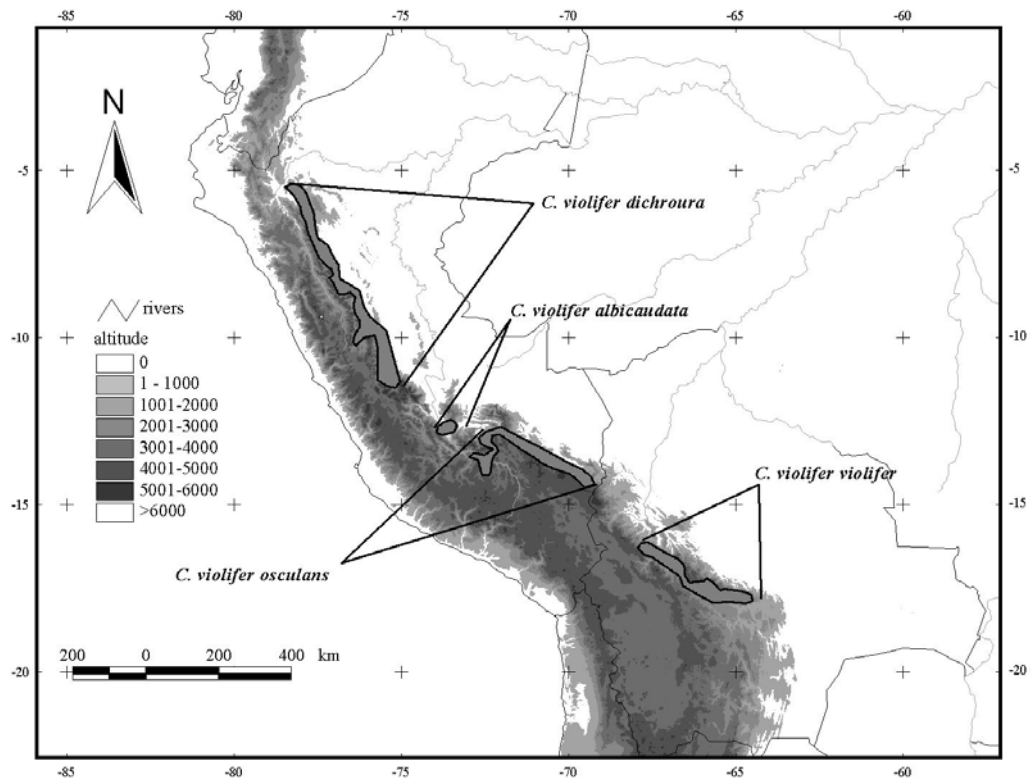 -85 -80 -75 -70 -65 -60
N
-5 -5
C. violifer dichroura
rivers
C. violifer albicaudata
altitude
-10 -10
0
1 - 1000
1001-2000
2001-3000
3001-4000
4001-5000
5001-6000
>6000
C. violifer violifer
-15 -15
C. violifer osculans
200 0 200 400 km
-20 -20
-85 -80 -75 -70 -65 -60